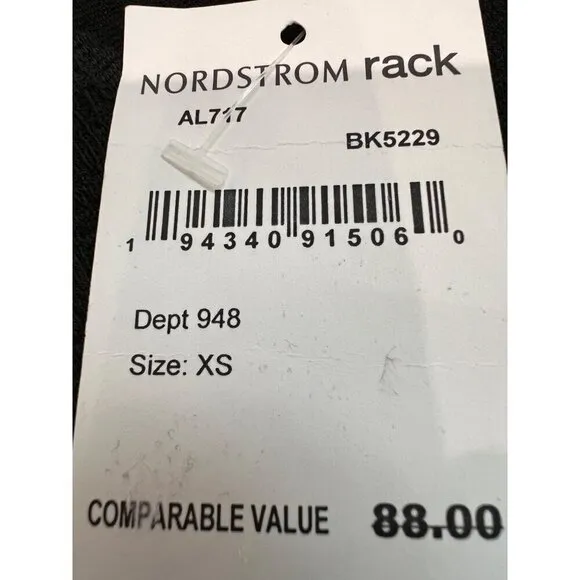 NORDSTROM rack
AL717
BK5229
1 94340 91506 0
Dept 948
Size: XS
COMPARABLE VALUE 88.00